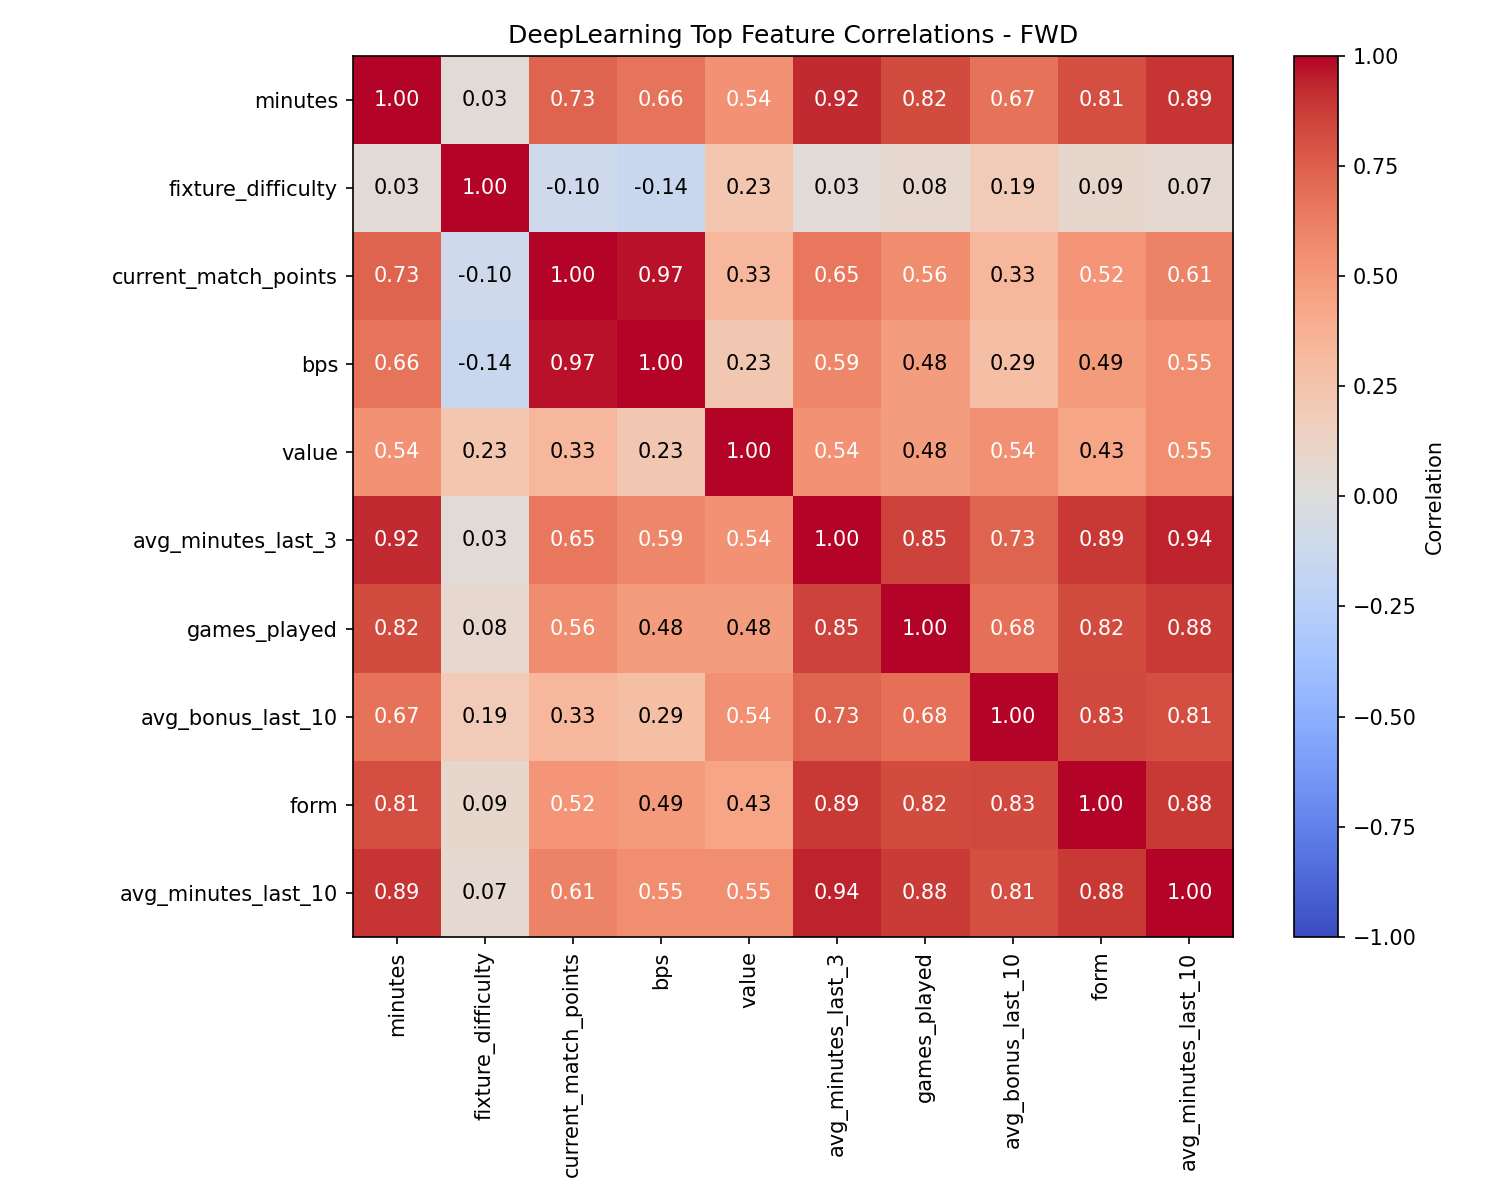 DeepLearning Top Feature Correlations - FWD
minutes 1.00 0.03 0.73 0.66 0.54 0.92 0.82 0.67 0.81 0.89
fixture_difficulty 0.03 1.00 -0.10 -0.14 0.23 0.03 0.08 0.19 0.09 0.07
current_match_points 0.73 -0.10 1.00 0.97 0.33 0.65 0.56 0.33 0.52 0.61
bps 0.66 -0.14 0.97 1.00 0.23 0.59 0.48 0.29 0.49 0.55
value 0.54 0.23 0.33 0.23 1.00 0.54 0.48 0.54 0.43 0.55
avg_minutes_last_3 0.92 0.03 0.65 0.59 0.54 1.00 0.85 0.73 0.89 0.94
games_played 0.82 0.08 0.56 0.48 0.48 0.85 1.00 0.68 0.82 0.88
avg_bonus_last_10 0.67 0.19 0.33 0.29 0.54 0.73 0.68 1.00 0.83 0.81
form 0.81 0.09 0.52 0.49 0.43 0.89 0.82 0.83 1.00 0.88
avg_minutes_last_10 0.89 0.07 0.61 0.55 0.55 0.94 0.88 0.81 0.88 1.00
minutes
fixture_difficulty
current_match_points
bps
value
avg_minutes_last_3
games_played
avg_bonus_last_10
form
avg_minutes_last_10
1.00
0.75
0.50
0.25
0.00
−0.25
−0.50
−0.75
−1.00
Correlation